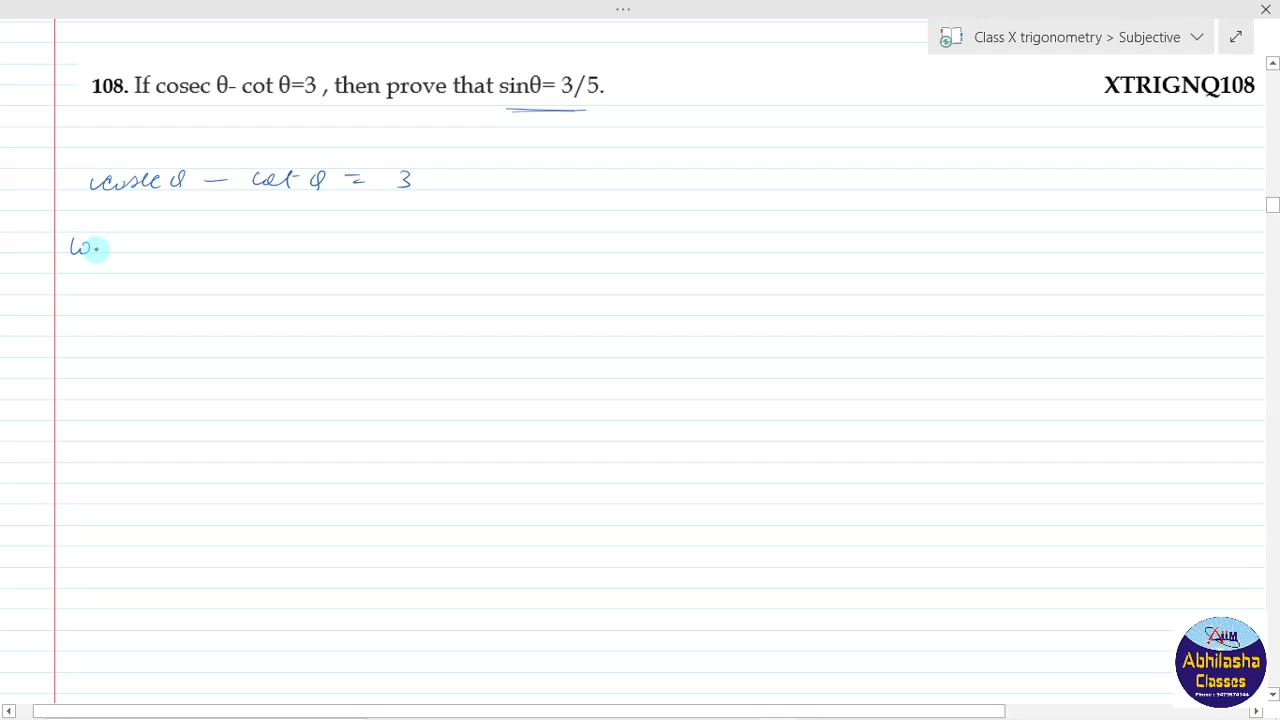 Class X trigonometry > Subjective
108. If cosec θ- cot θ=3 , then prove that sinθ= 3/5.
XTRIGNQ108
cosec θ - cot θ = 3
AIIM
Abhilasha
Classes